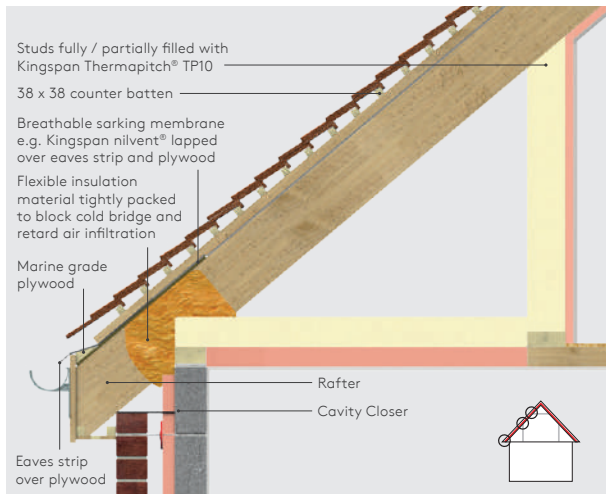 Studs fully / partially filled with
Kingspan Thermapitch® TP10
38 x 38 counter batten
Breathable sarking membrane
e.g. Kingspan nilvent® lapped
over eaves strip and plywood
Flexible insulation
material tightly packed
to block cold bridge and
retard air infiltration
Marine grade
plywood
Rafter
Cavity Closer
Eaves strip
over plywood